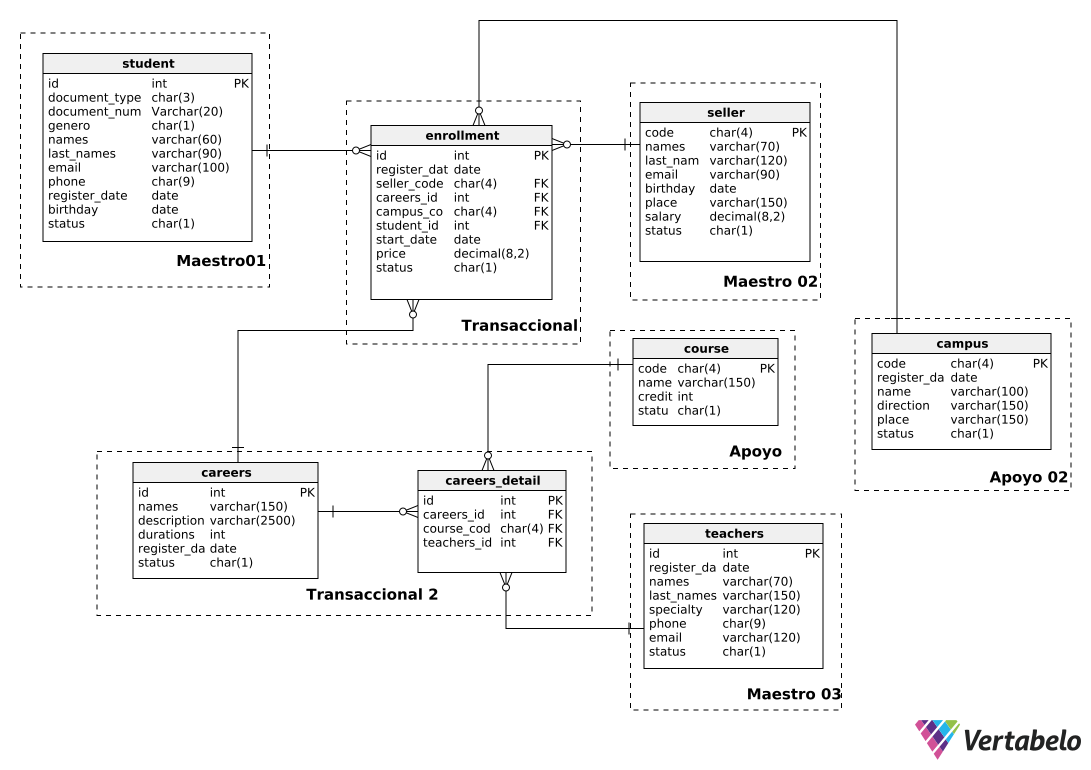 student
id int PK
document_type char(3)
document_num Varchar(20)
genero char(1)
names varchar(60)
last_names varchar(90)
email varchar(100)
phone char(9)
register_date date
birthday date
status char(1)
Maestro01
enrollment
id int PK
register_dat date
seller_code char(4) FK
careers_id int FK
campus_co char(4) FK
student_id int FK
start_date date
price decimal(8,2)
status char(1)
Transaccional
seller
code char(4) PK
names varchar(70)
last_nam varchar(120)
email varchar(90)
birthday date
place varchar(150)
salary decimal(8,2)
status char(1)
Maestro 02
course
code char(4) PK
name varchar(150)
credit int
statu char(1)
Apoyo
campus
code char(4) PK
register_da date
name varchar(100)
direction varchar(150)
place varchar(150)
status char(1)
Apoyo 02
careers
id int PK
names varchar(150)
description varchar(2500)
durations int
register_da date
status char(1)
careers_detail
id int PK
careers_id int FK
course_cod char(4) FK
teachers_id int FK
Transaccional 2
teachers
id int PK
register_da date
names varchar(70)
last_names varchar(150)
specialty varchar(120)
phone char(9)
email varchar(120)
status char(1)
Maestro 03
Vertabelo